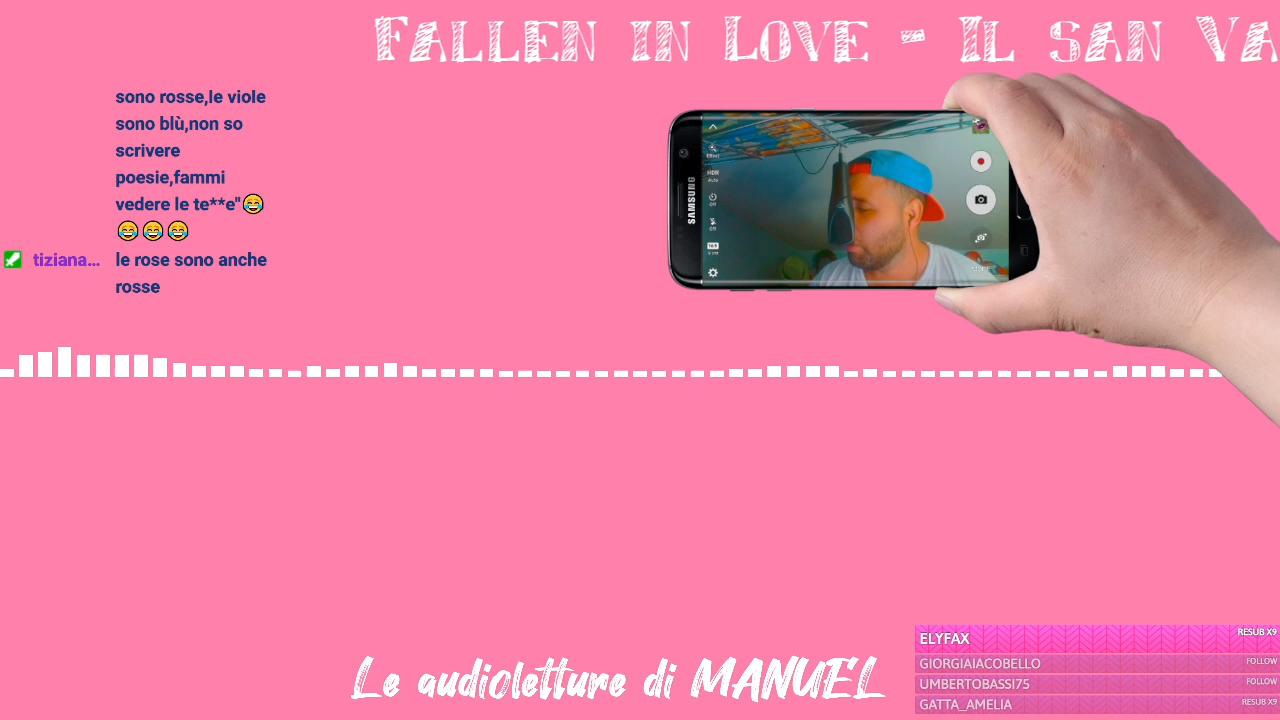 FALLEN IN LOVE - IL SAN VA
sono rosse,le viole
sono blù,non so
scrivere
poesie,fammi
vedere le te**e"😂
😂😂😂
tiziana... le rose sono anche
rosse
SAMSUNG
HDR
Le audioletture di MANUEL
ELYFAX RESUB X9
GIORGIAIACOBELLO FOLLOW
UMBERTOBASSI75 FOLLOW
GATTA_AMELIA RESUB X9